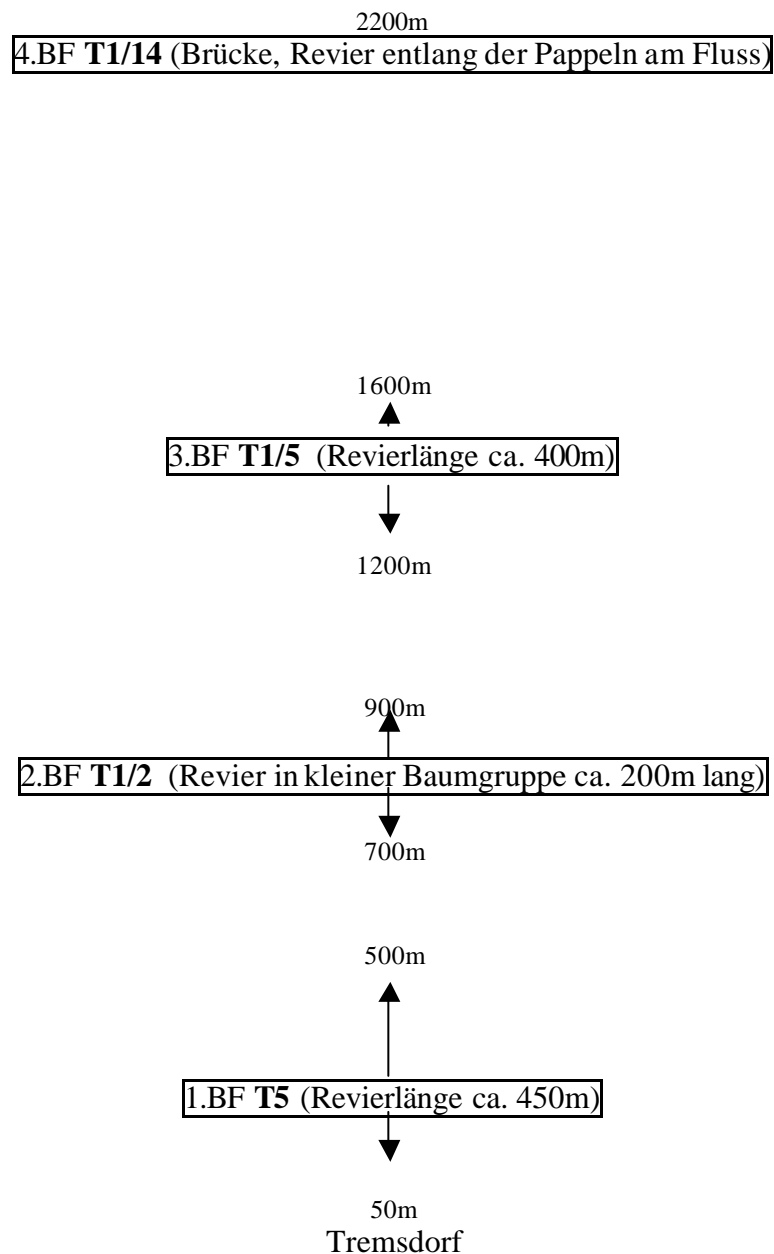 2200m
4.BF T1/14 (Brücke, Revier entlang der Pappeln am Fluss)
1600m
3.BF T1/5 (Revierlänge ca. 400m)
1200m
900m
2.BF T1/2 (Revier in kleiner Baumgruppe ca. 200m lang)
700m
500m
1.BF T5 (Revierlänge ca. 450m)
50m
Tremsdorf